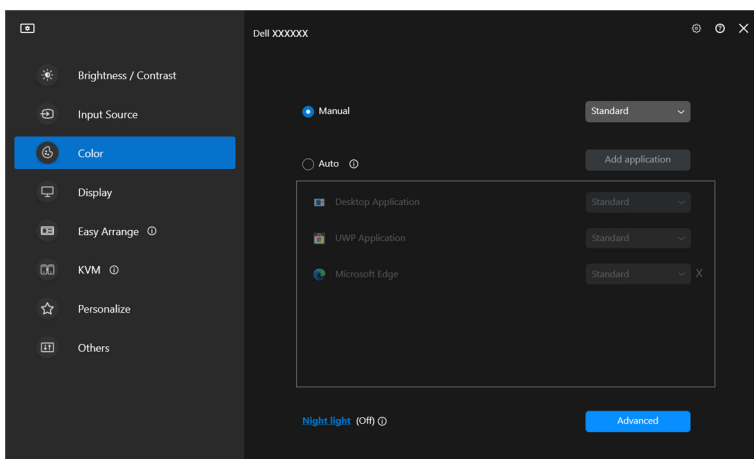 Dell XXXXXX
Brightness / Contrast
Input Source
Color
Display
Easy Arrange
KVM
Personalize
Others
Manual
Standard
Auto
Add application
Desktop Application
Standard
UWP Application
Standard
Microsoft Edge
Standard
X
Night light (Off)
Advanced